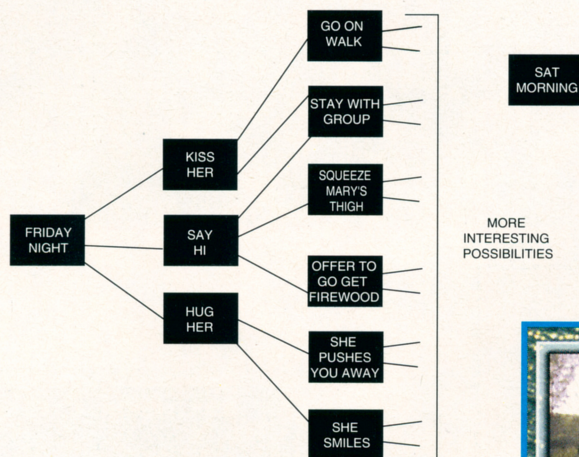 FRIDAY
NIGHT
KISS
HER
SAY
HI
HUG
HER
GO ON
WALK
STAY WITH
GROUP
SQUEEZE
MARY'S
THIGH
OFFER TO
GO GET
FIREWOOD
SHE
PUSHES
YOU AWAY
SHE
SMILES
MORE
INTERESTING
POSSIBILITIES
SAT
MORNING